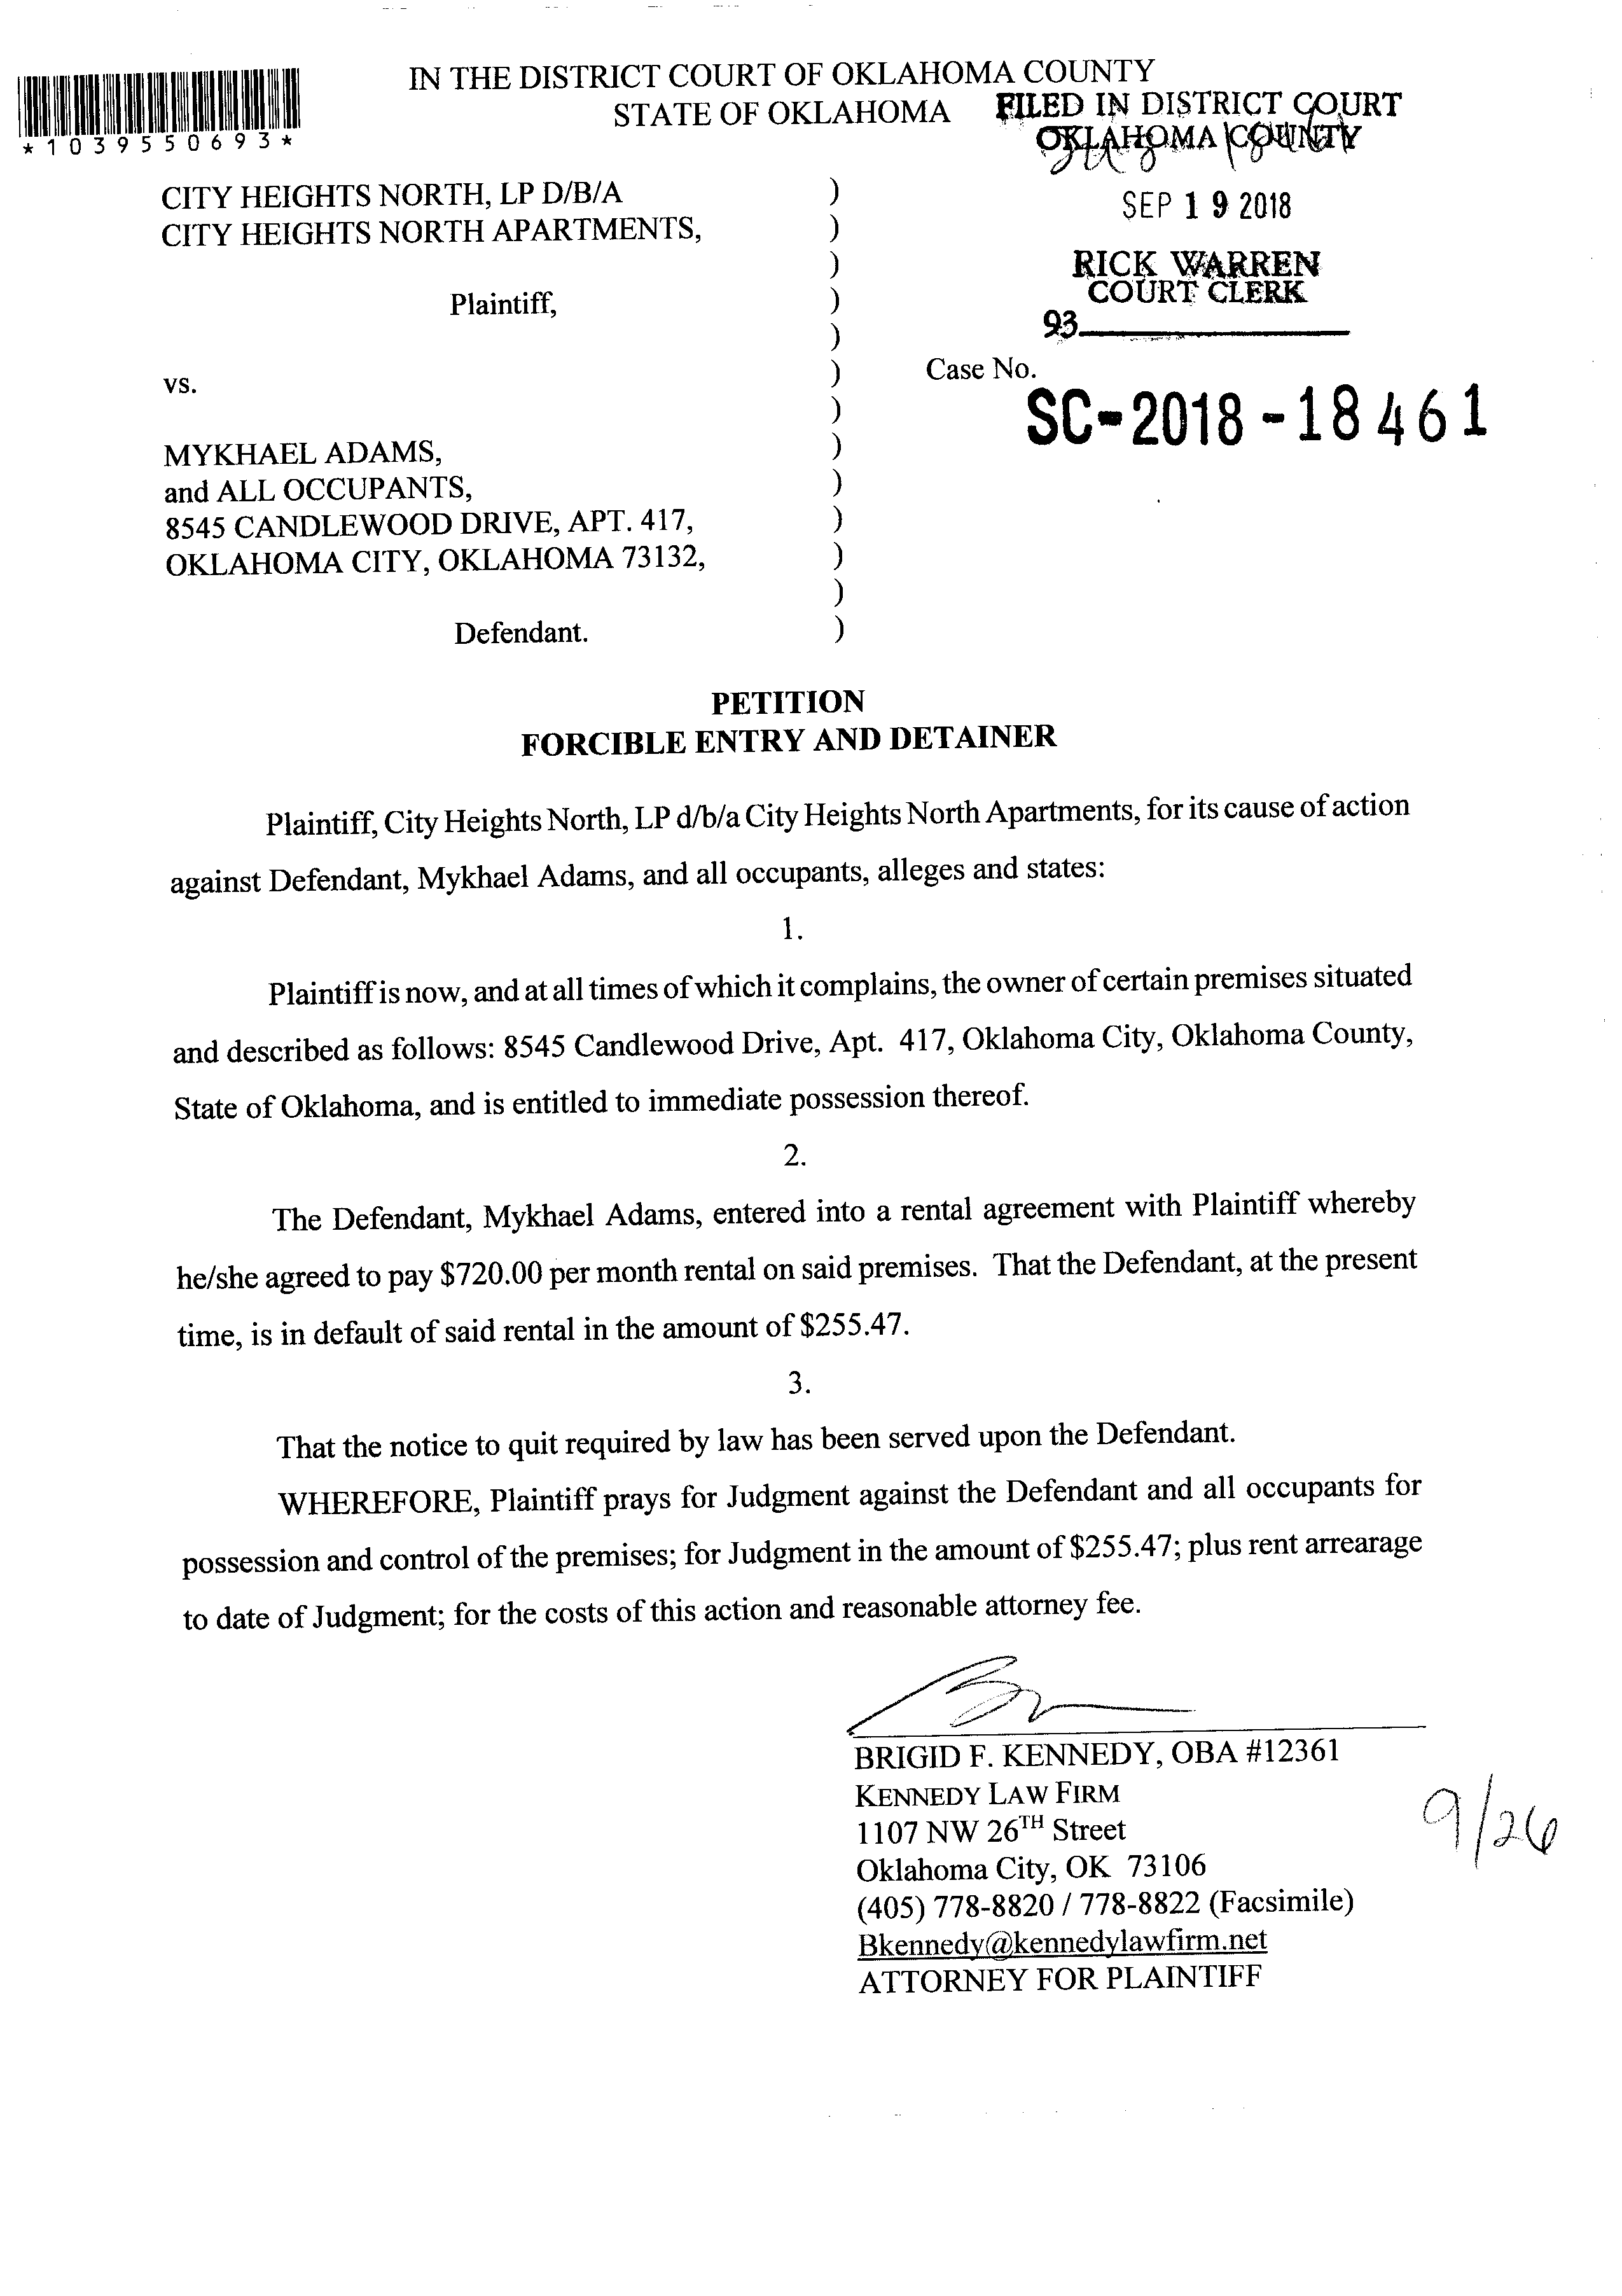 *1039550693*
IN THE DISTRICT COURT OF OKLAHOMA COUNTY
STATE OF OKLAHOMA
FILED IN DISTRICT COURT
OKLAHOMA COUNTY
SEP 19 2018
RICK WARREN
COURT CLERK
93
CITY HEIGHTS NORTH, LP D/B/A )
CITY HEIGHTS NORTH APARTMENTS, )
)
Plaintiff, )
)
vs. )
)
MYKHAEL ADAMS, )
and ALL OCCUPANTS, )
8545 CANDLEWOOD DRIVE, APT. 417, )
OKLAHOMA CITY, OKLAHOMA 73132, )
)
Defendant. )
Case No.
SC-2018-18461
PETITION
FORCIBLE ENTRY AND DETAINER
Plaintiff, City Heights North, LP d/b/a City Heights North Apartments, for its cause of action
against Defendant, Mykhael Adams, and all occupants, alleges and states:
1.
Plaintiff is now, and at all times of which it complains, the owner of certain premises situated
and described as follows: 8545 Candlewood Drive, Apt. 417, Oklahoma City, Oklahoma County,
State of Oklahoma, and is entitled to immediate possession thereof.
2.
The Defendant, Mykhael Adams, entered into a rental agreement with Plaintiff whereby
he/she agreed to pay $720.00 per month rental on said premises. That the Defendant, at the present
time, is in default of said rental in the amount of $255.47.
3.
That the notice to quit required by law has been served upon the Defendant.
WHEREFORE, Plaintiff prays for Judgment against the Defendant and all occupants for
possession and control of the premises; for Judgment in the amount of $255.47; plus rent arrearage
to date of Judgment; for the costs of this action and reasonable attorney fee.
BRIGID F. KENNEDY, OBA #12361
KENNEDY LAW FIRM
1107 NW 26TH Street
Oklahoma City, OK 73106
(405) 778-8820 / 778-8822 (Facsimile)
Bkennedy@kennedylawfirm.net
ATTORNEY FOR PLAINTIFF
9/26